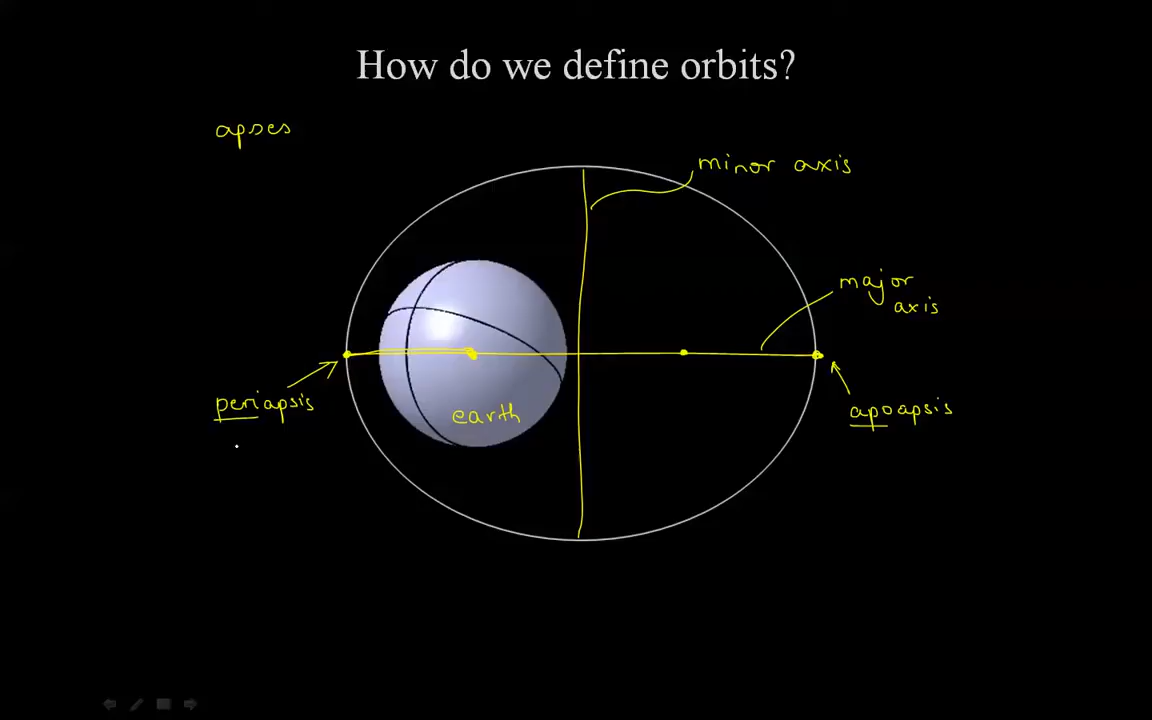 How do we define orbits?
apses
minor axis
major
axis
periapsis
earth
apoapsis